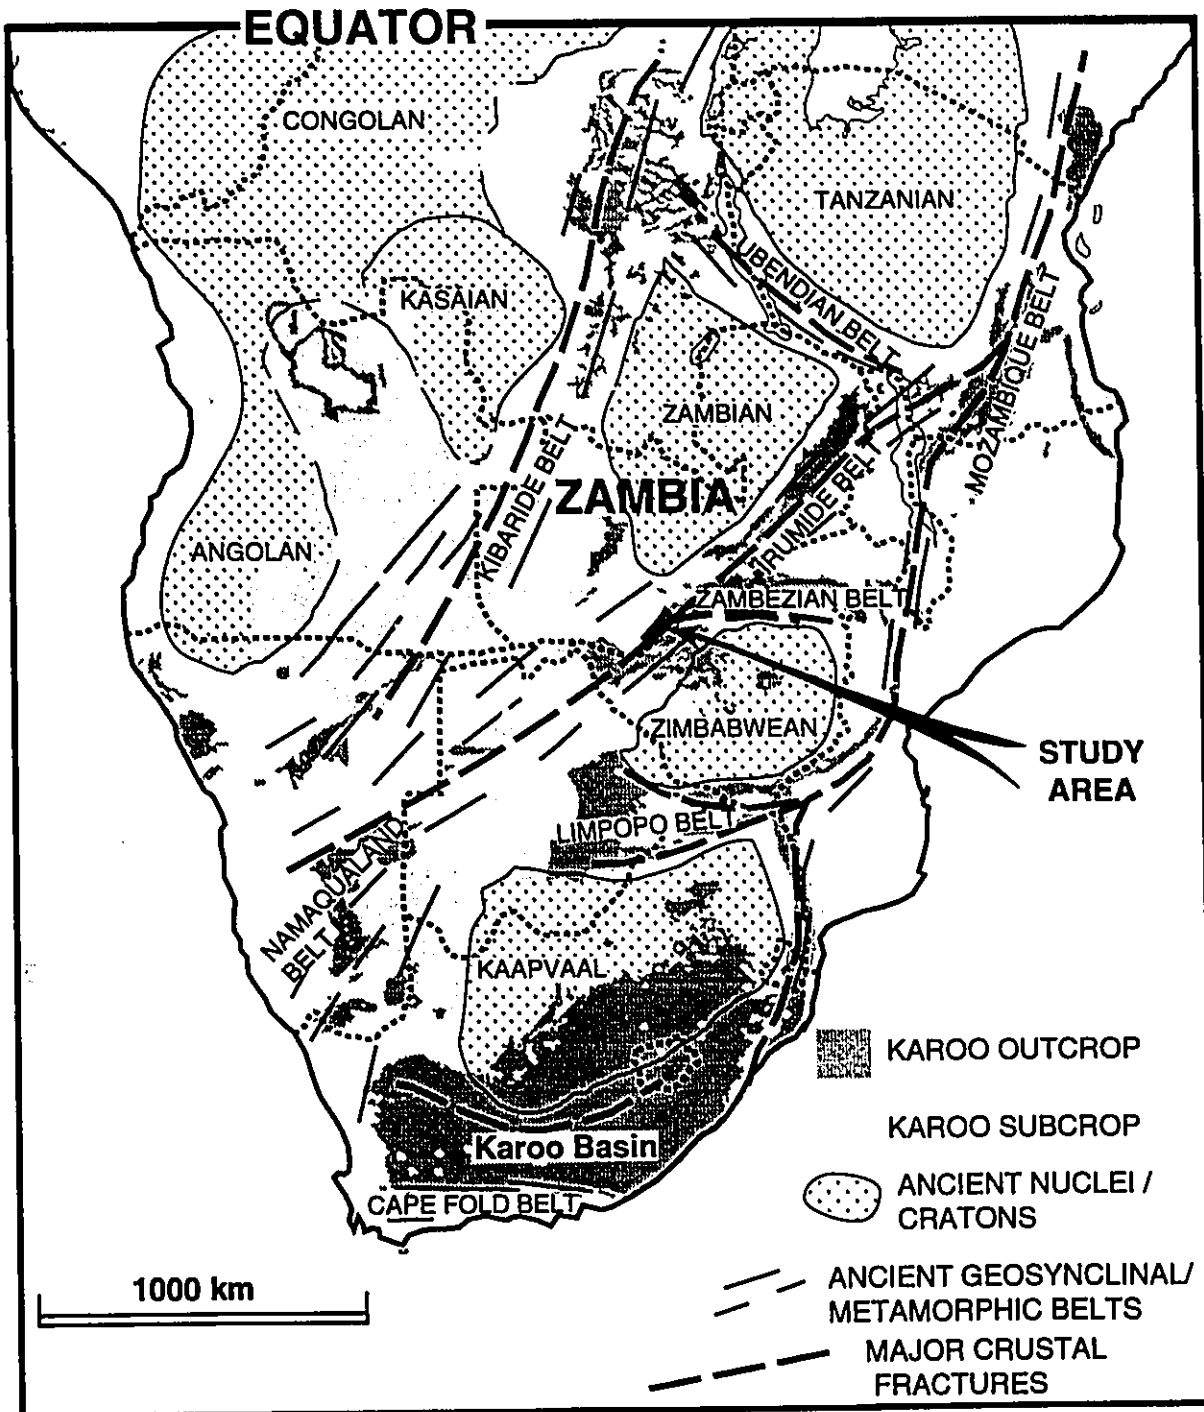 EQUATOR
CONGOLAN
TANZANIAN
UBENDIAN BELT
KASAIAN
MOZAMBIQUE BELT
ZAMBIAN
KIBARIDE BELT
ZAMBIA
IRUMIDE BELT
ANGOLAN
ZAMBEZIAN BELT
ZIMBABWEAN
STUDY
AREA
LIMPOPO BELT
NAMAQUALAND
BELT
KAAPVAAL
KAROO OUTCROP
KAROO SUBCROP
Karoo Basin
ANCIENT NUCLEI /
CRATONS
CAPE FOLD BELT
1000 km
ANCIENT GEOSYNCLINAL/
METAMORPHIC BELTS
MAJOR CRUSTAL
FRACTURES